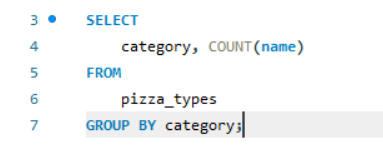 3 SELECT
4 category, COUNT(name)
5 FROM
6 pizza_types
7 GROUP BY category;